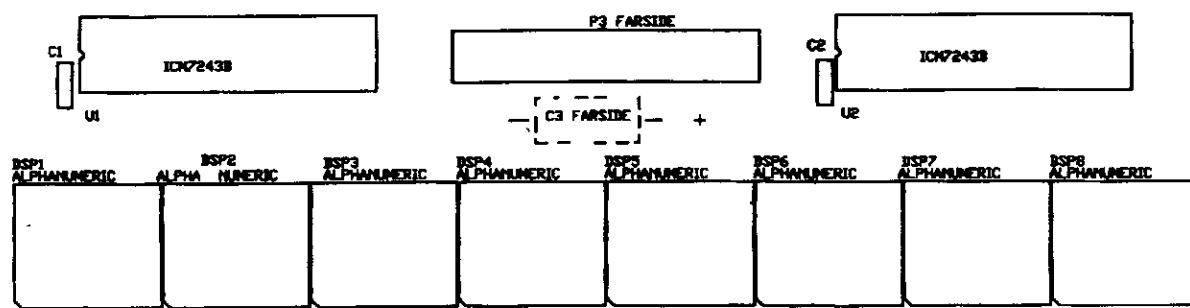 P3 FARSIDE
C1
C2
ICM7243B
ICM7243B
U1
C3 FARSIDE
+
U2
DSP1
DSP2
DSP3
DSP4
DSP5
DSP6
DSP7
DSP8
ALPHANUMERIC
ALPHA NUMERIC
ALPHANUMERIC
ALPHANUMERIC
ALPHANUMERIC
ALPHANUMERIC
ALPHANUMERIC
ALPHANUMERIC